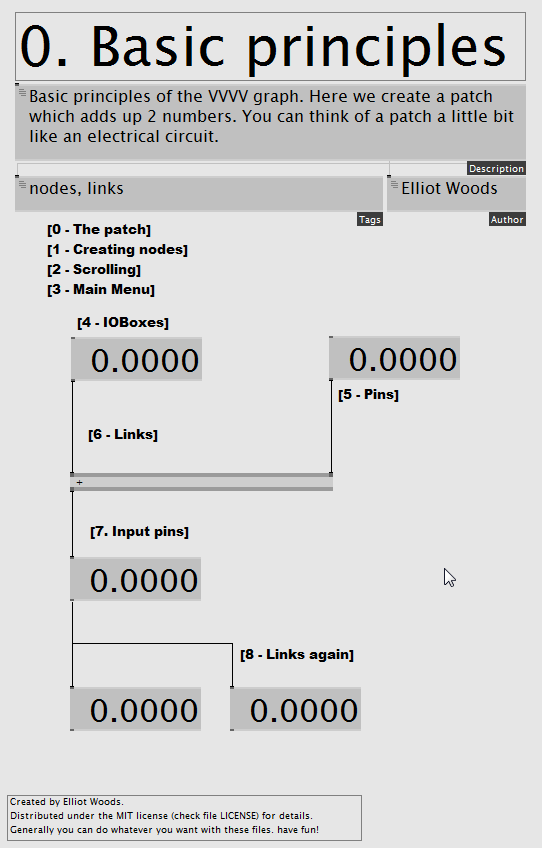 0. Basic principles
Basic principles of the VVVV graph. Here we create a patch
which adds up 2 numbers. You can think of a patch a little bit
like an electrical circuit.
Description
nodes, links
Elliot Woods
Tags
Author
[0 - The patch]
[1 - Creating nodes]
[2 - Scrolling]
[3 - Main Menu]
[4 - IOBoxes]
0.0000
0.0000
[5 - Pins]
[6 - Links]
+
[7. Input pins]
0.0000
[8 - Links again]
0.0000
0.0000
Created by Elliot Woods.
Distributed under the MIT license (check file LICENSE) for details.
Generally you can do whatever you want with these files. have fun!